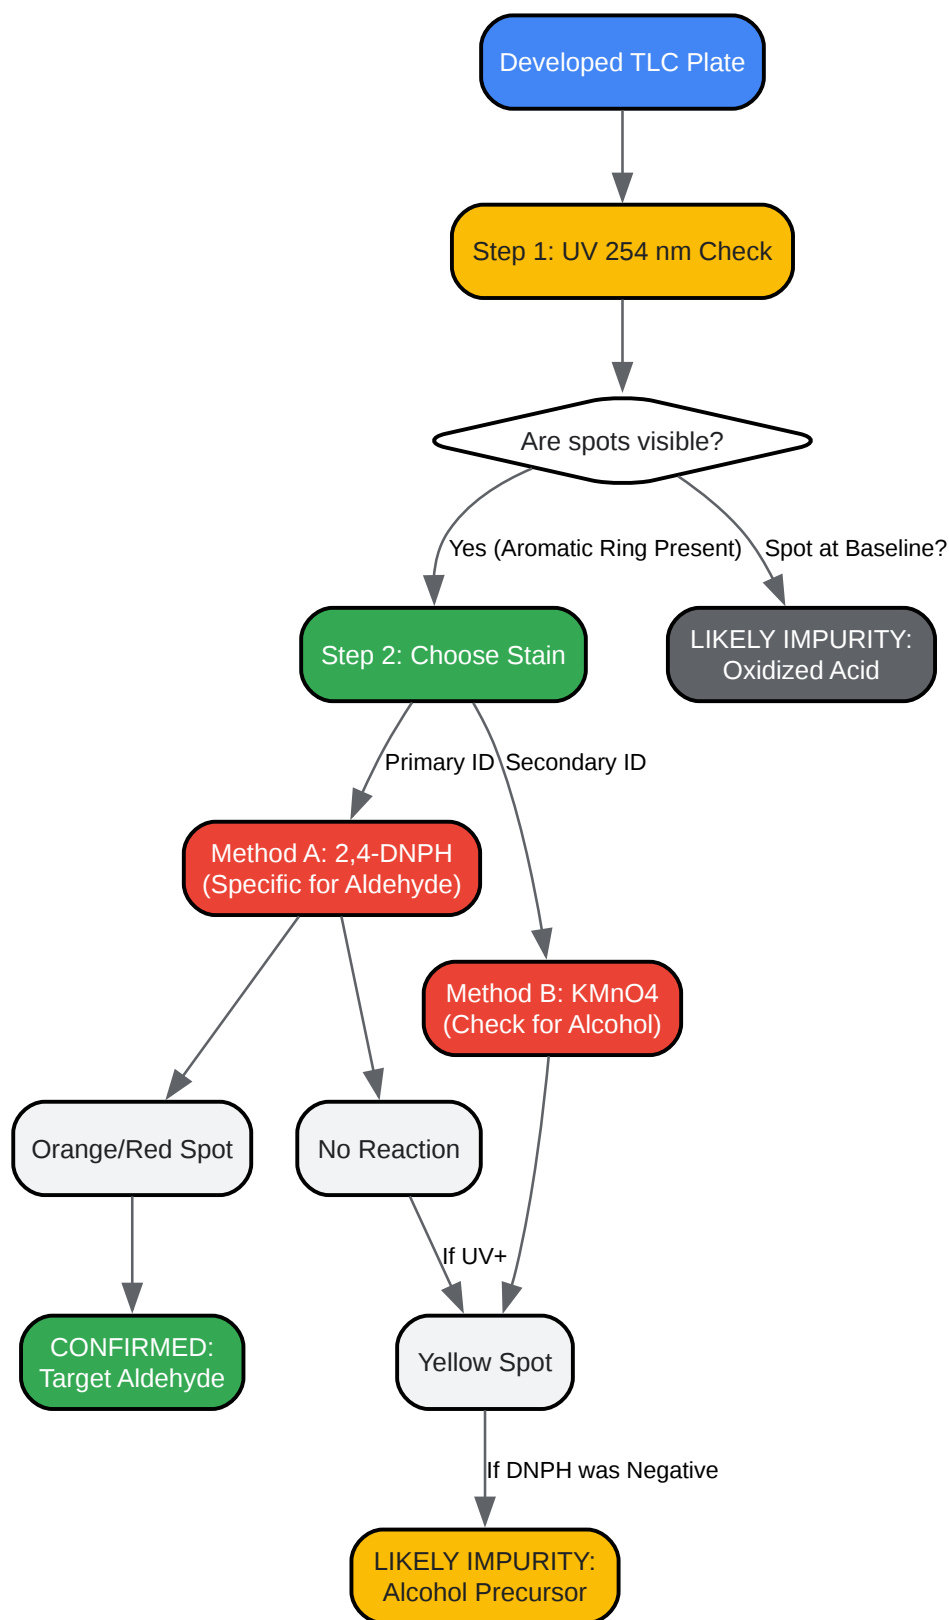 Developed TLC Plate
Step 1: UV 254 nm Check
Are spots visible?
Yes (Aromatic Ring Present)
Spot at Baseline?
Step 2: Choose Stain
LIKELY IMPURITY:
Oxidized Acid
Primary ID
Secondary ID
Method A: 2,4-DNPH
(Specific for Aldehyde)
Method B: KMnO4
(Check for Alcohol)
Orange/Red Spot
No Reaction
If UV+
CONFIRMED:
Target Aldehyde
Yellow Spot
If DNPH was Negative
LIKELY IMPURITY:
Alcohol Precursor